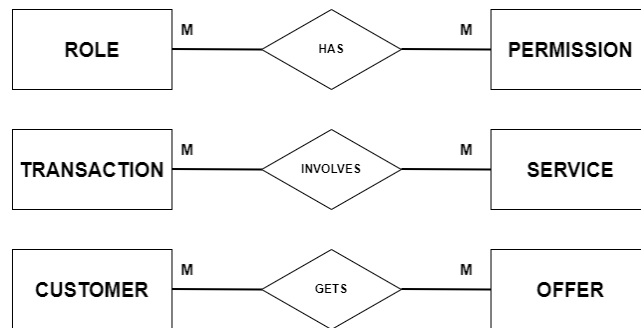 M M
ROLE HAS PERMISSION
M M
TRANSACTION INVOLVES SERVICE
M M
CUSTOMER GETS OFFER